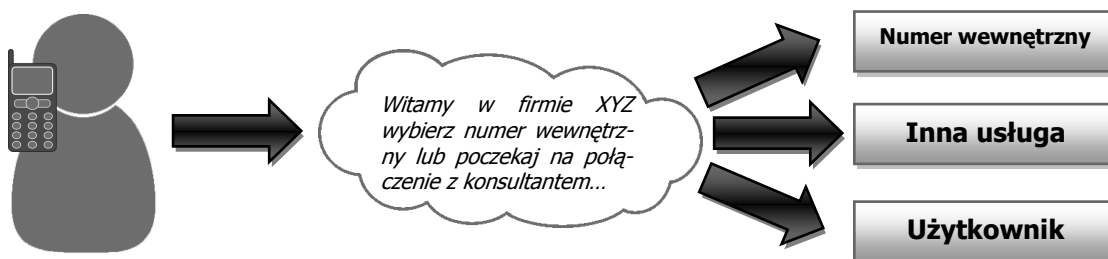 Witamy w firmie XYZ
wybierz numer wewnętrz-
ny lub poczekaj na połą-
czenie z konsultantem...
Numer wewnętrzny
Inna usługa
Użytkownik